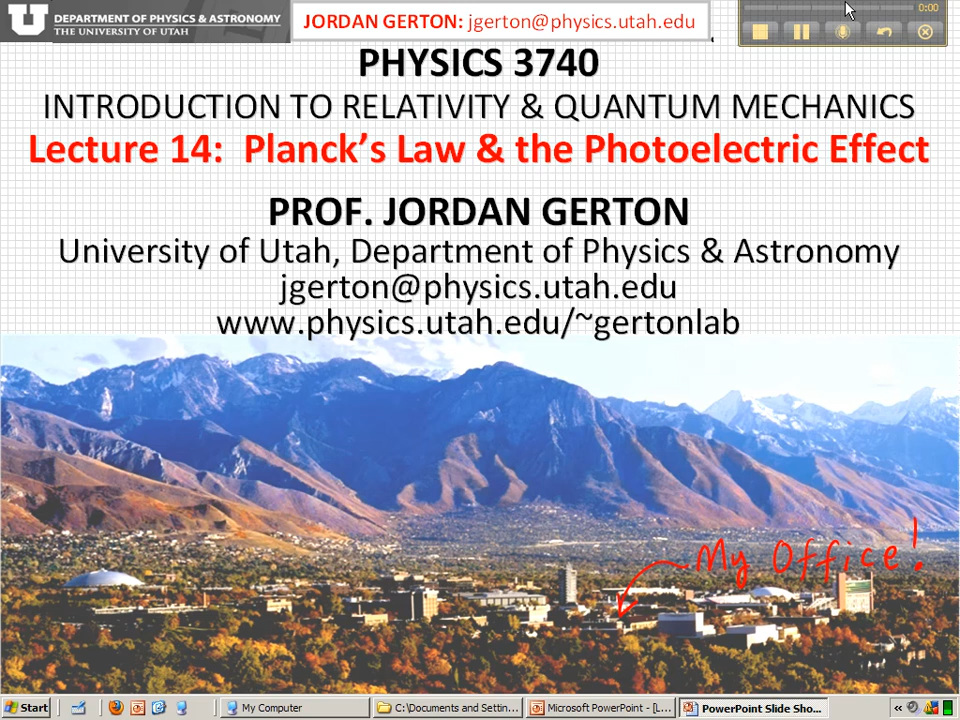 U DEPARTMENT OF PHYSICS & ASTRONOMY
THE UNIVERSITY OF UTAH
JORDAN GERTON: jgerton@physics.utah.edu
0:00
PHYSICS 3740
INTRODUCTION TO RELATIVITY & QUANTUM MECHANICS
Lecture 14: Planck's Law & the Photoelectric Effect
PROF. JORDAN GERTON
University of Utah, Department of Physics & Astronomy
jgerton@physics.utah.edu
www.physics.utah.edu/~gertonlab
My Office!
Start My Computer C:\Documents and Settin... Microsoft PowerPoint - [L... PowerPoint Slide Sho... «